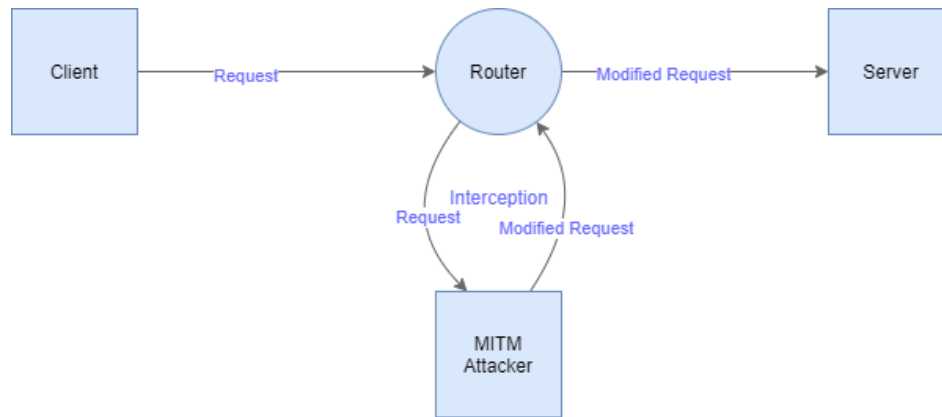 Client
Request
Router
Modified Request
Server
Interception
Request
Modified Request
MITM
Attacker